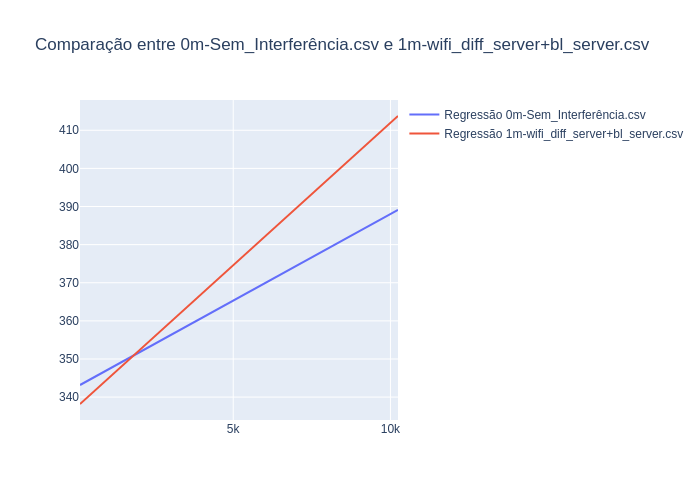 Comparação entre 0m-Sem_Interferência.csv e 1m-wifi_diff_server+bl_server.csv
Regressão 0m-Sem_Interferência.csv
Regressão 1m-wifi_diff_server+bl_server.csv
410
400
390
380
370
360
350
340
5k
10k